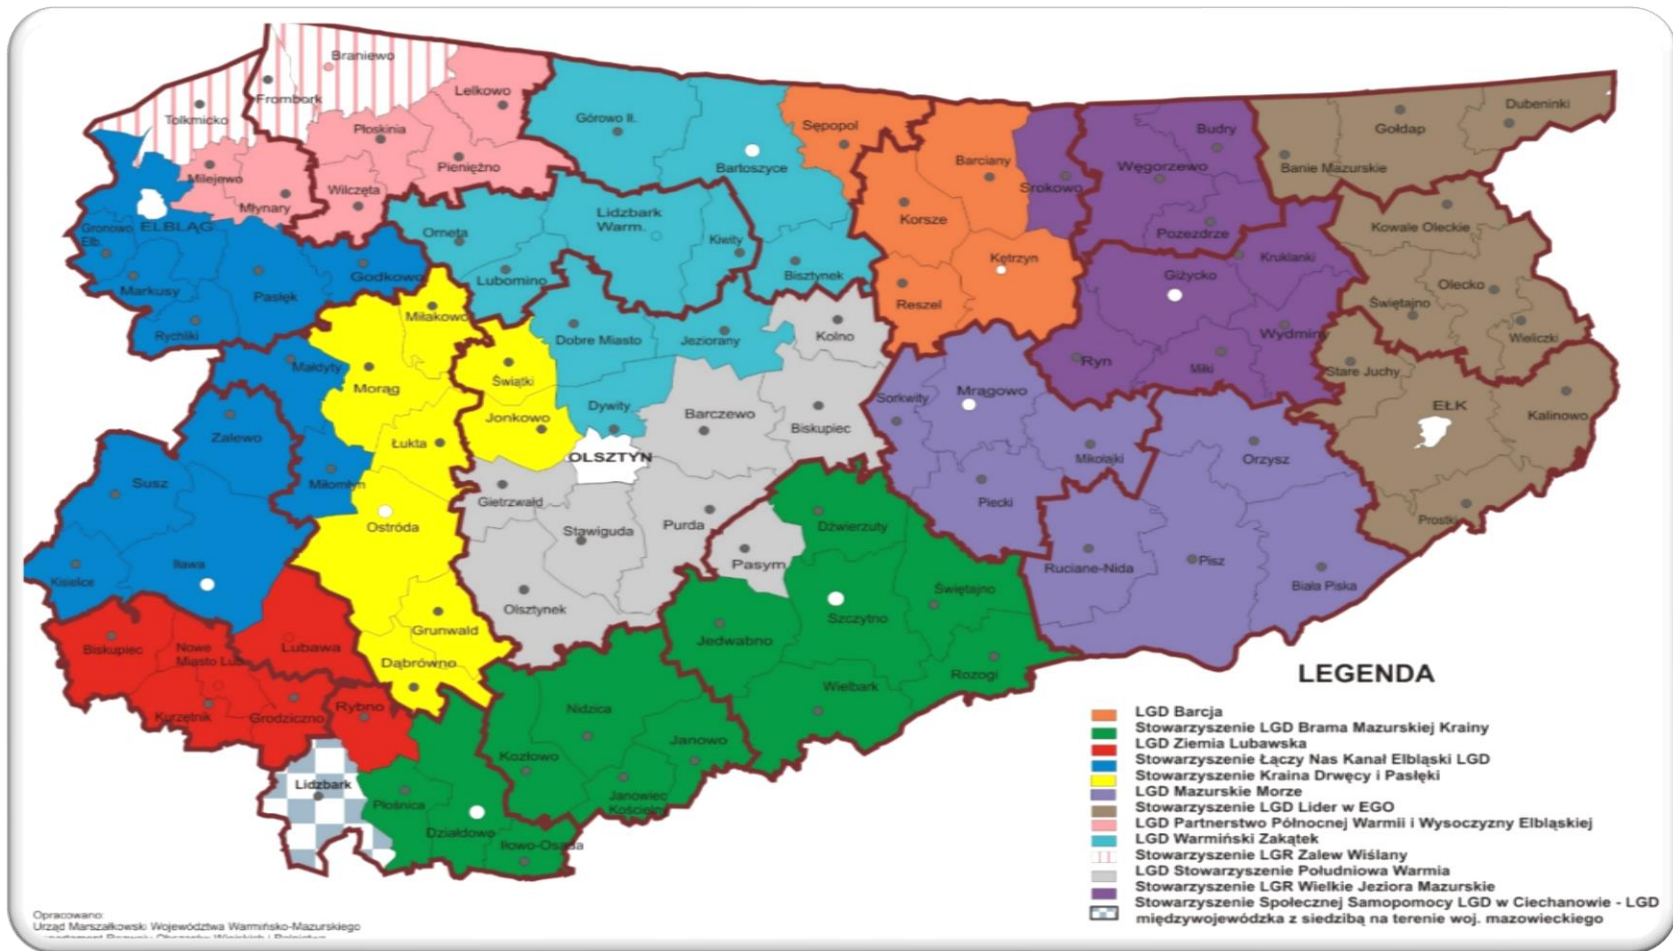 Braniewo
Frombork
Tolkmicko
Lelkowo
Płoskinia
Pieniężno
Milejewo
Młynary
Wilczęta
Górowo Il.
Bartoszyce
Sępopol
Barciany
Srokowo
Korsze
Kętrzyn
Reszel
Węgorzewo
Budry
Pozezdrze
Banie Mazurskie
Gołdap
Dubeninki
Gronowo
Elb.
ELBLĄG
Markusy
Pasłęk
Godkowo
Rychliki
Orneta
Lidzbark
Warm.
Kiwity
Lubomino
Bisztynek
Giżycko
Kruklanki
Wydminy
Ryn
Miłki
Kowale Oleckie
Olecko
Świętajno
Wieliczki
Stare Juchy
EŁK
Kalinowo
Prostki
Miłakowo
Małdyty
Morąg
Świątki
Dobre Miasto
Jeziorany
Kolno
Jonkowo
Dywity
Barczewo
Biskupiec
Łukta
OLSZTYN
Zalewo
Susz
Miłomłyn
Ostróda
Gietrzwałd
Stawiguda
Purda
Pasym
Olsztynek
Sorkwity
Mrągowo
Mikołajki
Piecki
Orzysz
Ruciane-Nida
Pisz
Biała Piska
Kisielice
Iława
Grunwald
Dąbrówno
Dźwierzuty
Świętajno
Szczytno
Jedwabno
Wielbark
Rozogi
Biskupiec
Nowe
Miasto Lub.
Lubawa
Kurzętnik
Grodziczno
Rybno
Nidzica
Kozłowo
Janowo
Janowiec
Kościelny
Lidzbark
Płośnica
Działdowo
Iłowo-Osada
LEGENDA
LGD Barcja
Stowarzyszenie LGD Brama Mazurskiej Krainy
LGD Ziemia Lubawska
Stowarzyszenie Łączy Nas Kanał Elbląski LGD
Stowarzyszenie Kraina Drwęcy i Pasłęki
LGD Mazurskie Morze
Stowarzyszenie LGD Lider w EGO
LGD Partnerstwo Północnej Warmii i Wysoczyzny Elbląskiej
LGD Warmiński Zakątek
Stowarzyszenie LGR Zalew Wiślany
LGD Stowarzyszenie Południowa Warmia
Stowarzyszenie LGR Wielkie Jeziora Mazurskie
Stowarzyszenie Społecznej Samopomocy LGD w Ciechanowie - LGD
międzywojewódzka z siedzibą na terenie woj. mazowieckiego
Opracowano:
Urząd Marszałkowski Województwa Warmińsko-Mazurskiego